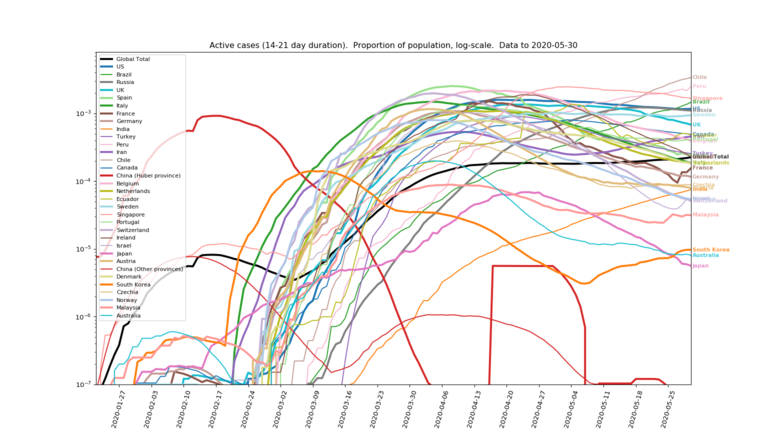 Active cases (14-21 day duration).  Proportion of population, log-scale.  Data to 2020-05-30
Global Total
US
Brazil
Russia
UK
Spain
Italy
France
Germany
India
Turkey
Peru
Iran
Chile
Canada
China (Hubei province)
Belgium
Netherlands
Ecuador
Sweden
Singapore
Portugal
Switzerland
Ireland
Israel
Japan
Austria
China (Other provinces)
Denmark
South Korea
Czechia
Norway
Malaysia
Australia
10⁻³
10⁻⁴
10⁻⁵
10⁻⁶
10⁻⁷
Chile
Peru
Singapore
Brazil
US
Russia
Sweden
UK
Canada
Turkey
Global Total
France
Germany
Czechia
Malaysia
South Korea
Australia
Japan
2020-01-27
2020-02-03
2020-02-10
2020-02-17
2020-02-24
2020-03-02
2020-03-09
2020-03-16
2020-03-23
2020-03-30
2020-04-06
2020-04-13
2020-04-20
2020-04-27
2020-05-04
2020-05-11
2020-05-18
2020-05-25